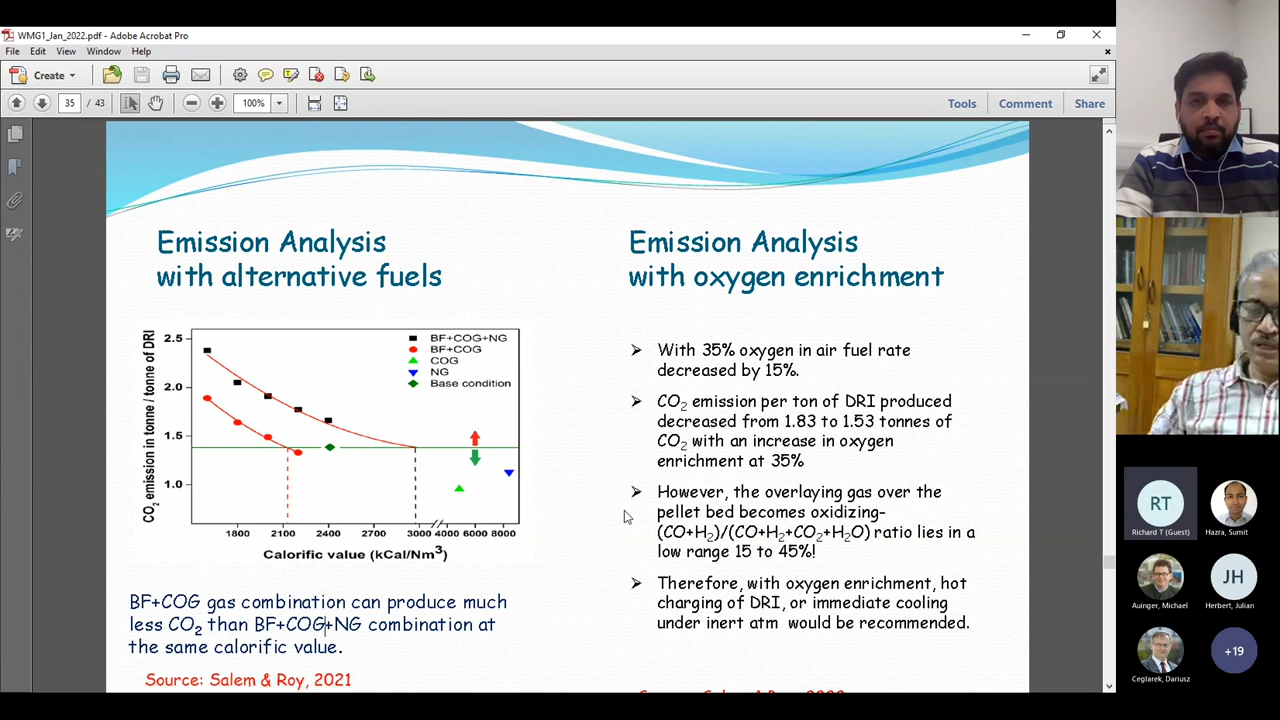 WMG1_Jan_2022.pdf - Adobe Acrobat Pro
File Edit View Window Help
Create
35 / 43
100%
Tools Comment Share
Emission Analysis
with alternative fuels
CO2 emission in tonne / tonne of DRI
2.5
2.0
1.5
1.0
BF+COG+NG
BF+COG
COG
NG
Base condition
1800 2100 2400 2700 3000 4000 6000 8000
Calorific value (kCal/Nm3)
BF+COG gas combination can produce much
less CO2 than BF+COG+NG combination at
the same calorific value.
Source: Salem & Roy, 2021
Emission Analysis
with oxygen enrichment
With 35% oxygen in air fuel rate
decreased by 15%.
CO2 emission per ton of DRI produced
decreased from 1.83 to 1.53 tonnes of
CO2 with an increase in oxygen
enrichment at 35%
However, the overlaying gas over the
pellet bed becomes oxidizing-
(CO+H2)/(CO+H2+CO2+H2O) ratio lies in a
low range 15 to 45%!
Therefore, with oxygen enrichment, hot
charging of DRI, or immediate cooling
under inert atm would be recommended.
RT
Richard T (Guest)
Hazra, Sumit
Auinger, Michael
JH
Herbert, Julian
Ceglarek, Dariusz
+19